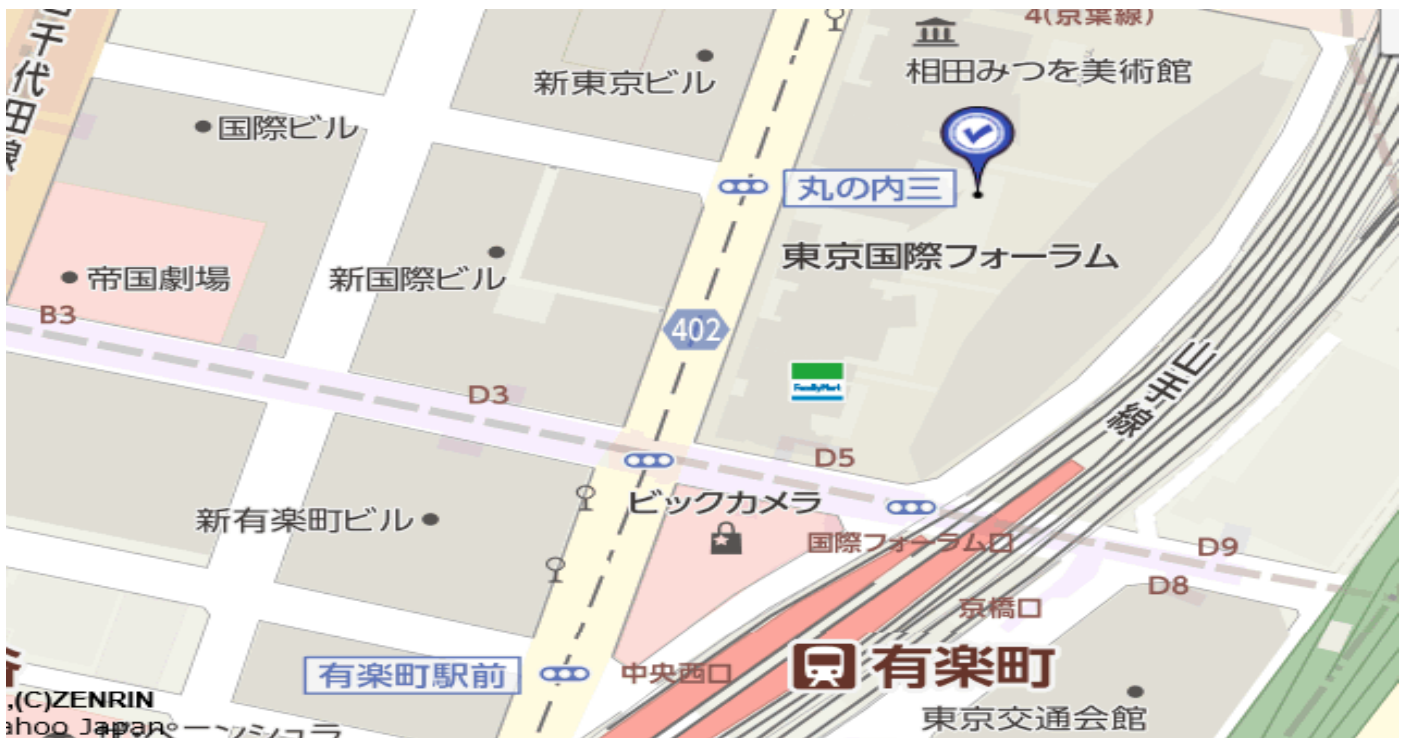 4(京葉線)
千代田線
相田みつを美術館
新東京ビル
国際ビル
丸の内三
東京国際フォーラム
帝国劇場
新国際ビル
B3
402
山手線
FamilyMart
D3
D5
ビックカメラ
新有楽町ビル
国際フォーラム口
D9
D8
京橋口
有楽町駅前
中央西口
有楽町
,(C)ZENRIN
ahoo Japan
東京交通会館